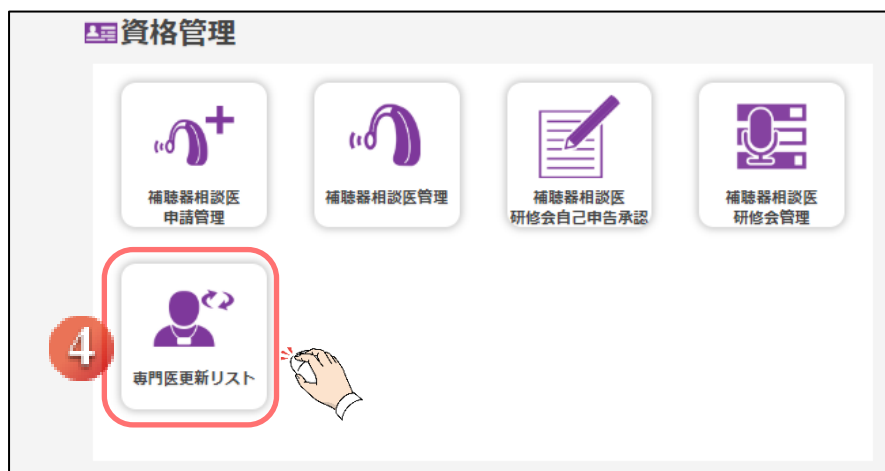 資格管理
補聴器相談医
申請管理
補聴器相談医管理
補聴器相談医
研修会自己申告承認
補聴器相談医
研修会管理
4
専門医更新リスト